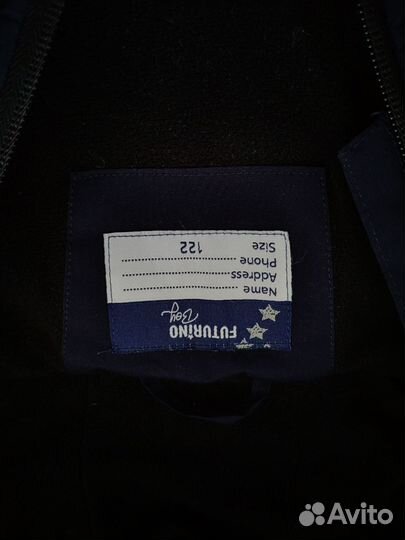 FUTURiNO
Boy
Name ....................
Address ....................
Phone ....................
Size 122
Avito